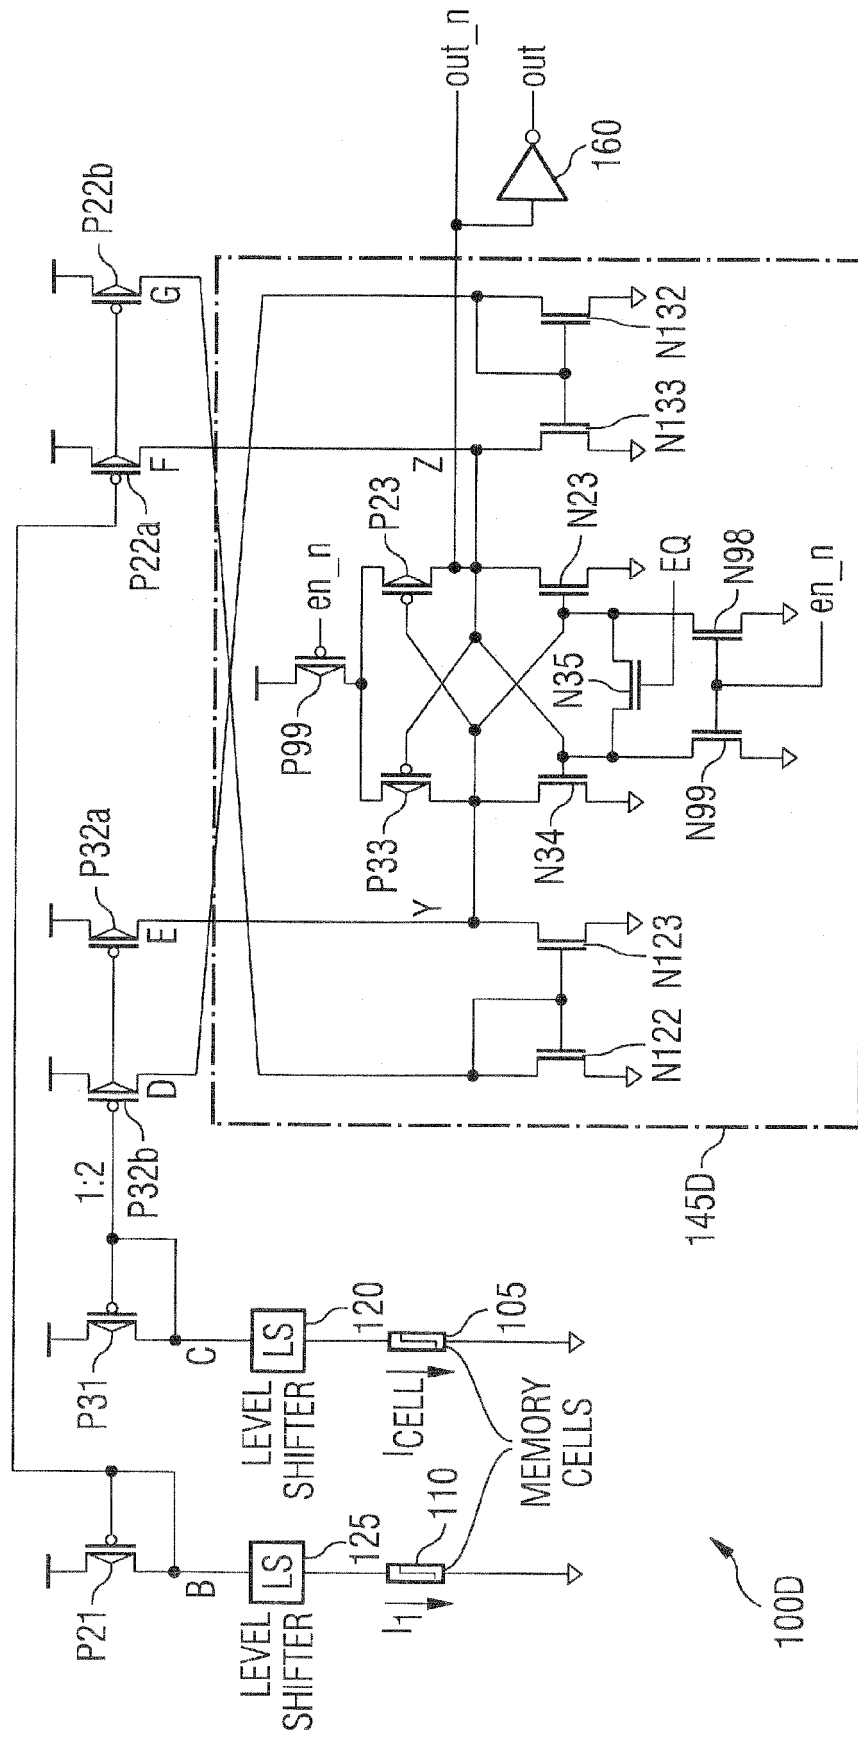 out_n
out
160
P22b
G
P22a
F
P32a
E
P32b
D
1:2
P31
C
P21
B
LS
LEVEL
SHIFTER
120
LS
LEVEL
SHIFTER
125
ICELL
105
I1
110
MEMORY
CELLS
en_n
P99
P23
P33
Z
Y
N23
N34
N35
EQ
N98
N99
en_n
N132
N133
N123
N122
145D
100D